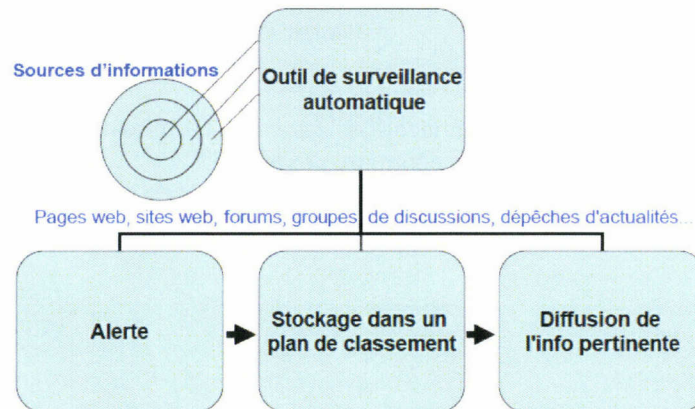 Sources d'informations
Outil de surveillance
automatique
Pages web, sites web, forums, groupes de discussions, dépêches d'actualités...
Alerte
Stockage dans un
plan de classement
Diffusion de
l'info pertinente